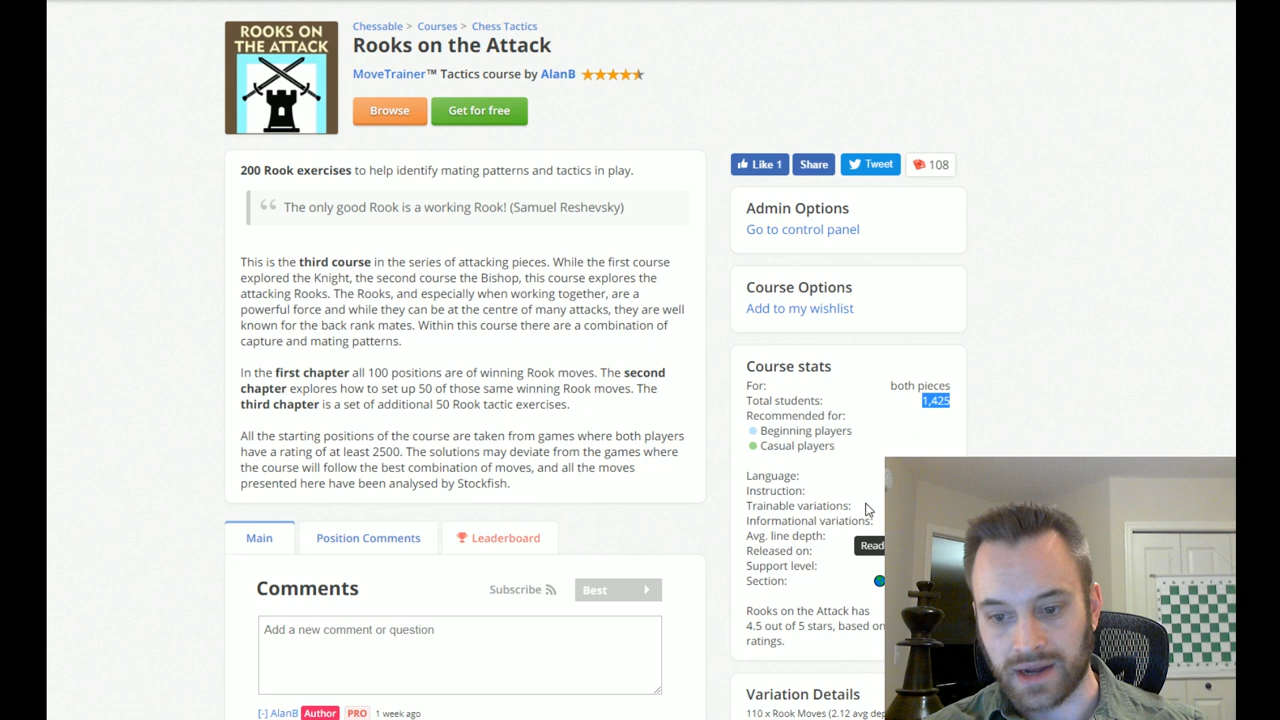 ROOKS ON
THE ATTACK
Chessable > Courses > Chess Tactics
Rooks on the Attack
MoveTrainer™ Tactics course by AlanB
Browse
Get for free
200 Rook exercises to help identify mating patterns and tactics in play.
The only good Rook is a working Rook! (Samuel Reshevsky)
This is the third course in the series of attacking pieces. While the first course
explored the Knight, the second course the Bishop, this course explores the
attacking Rooks. The Rooks, and especially when working together, are a
powerful force and while they can be at the centre of many attacks, they are well
known for the back rank mates. Within this course there are a combination of
capture and mating patterns.
In the first chapter all 100 positions are of winning Rook moves. The second
chapter explores how to set up 50 of those same winning Rook moves. The
third chapter is a set of additional 50 Rook tactic exercises.
All the starting positions of the course are taken from games where both players
have a rating of at least 2500. The solutions may deviate from the games where
the course will follow the best combination of moves, and all the moves
presented here have been analysed by Stockfish.
Main
Position Comments
Leaderboard
Comments
Subscribe
Best
Add a new comment or question
[-] AlanB Author PRO 1 week ago
Like 1
Share
Tweet
108
Admin Options
Go to control panel
Course Options
Add to my wishlist
Course stats
For: both pieces
Total students: 1,425
Recommended for:
Beginning players
Casual players
Language:
Instruction:
Trainable variations:
Informational variations:
Avg. line depth:
Released on:
Read
Support level:
Section:
Rooks on the Attack has
4.5 out of 5 stars, based on
ratings.
Variation Details
110 x Rook Moves (2.12 avg dep